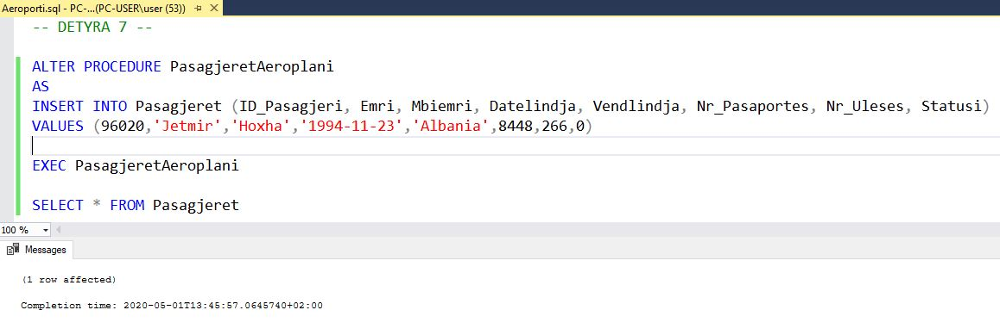 Aeroporti.sql - PC-...(PC-USER\user (53))
-- DETYRA 7 --
ALTER PROCEDURE PasagjeretAeroplani
AS
INSERT INTO Pasagjeret (ID_Pasagjeri, Emri, Mbiemri, Datelindja, Vendlindja, Nr_Pasaportes, Nr_Uleses, Statusi)
VALUES (96020,'Jetmir','Hoxha','1994-11-23','Albania',8448,266,0)
EXEC PasagjeretAeroplani
SELECT * FROM Pasagjeret
100 %
Messages
(1 row affected)
Completion time: 2020-05-01T13:45:57.0645740+02:00